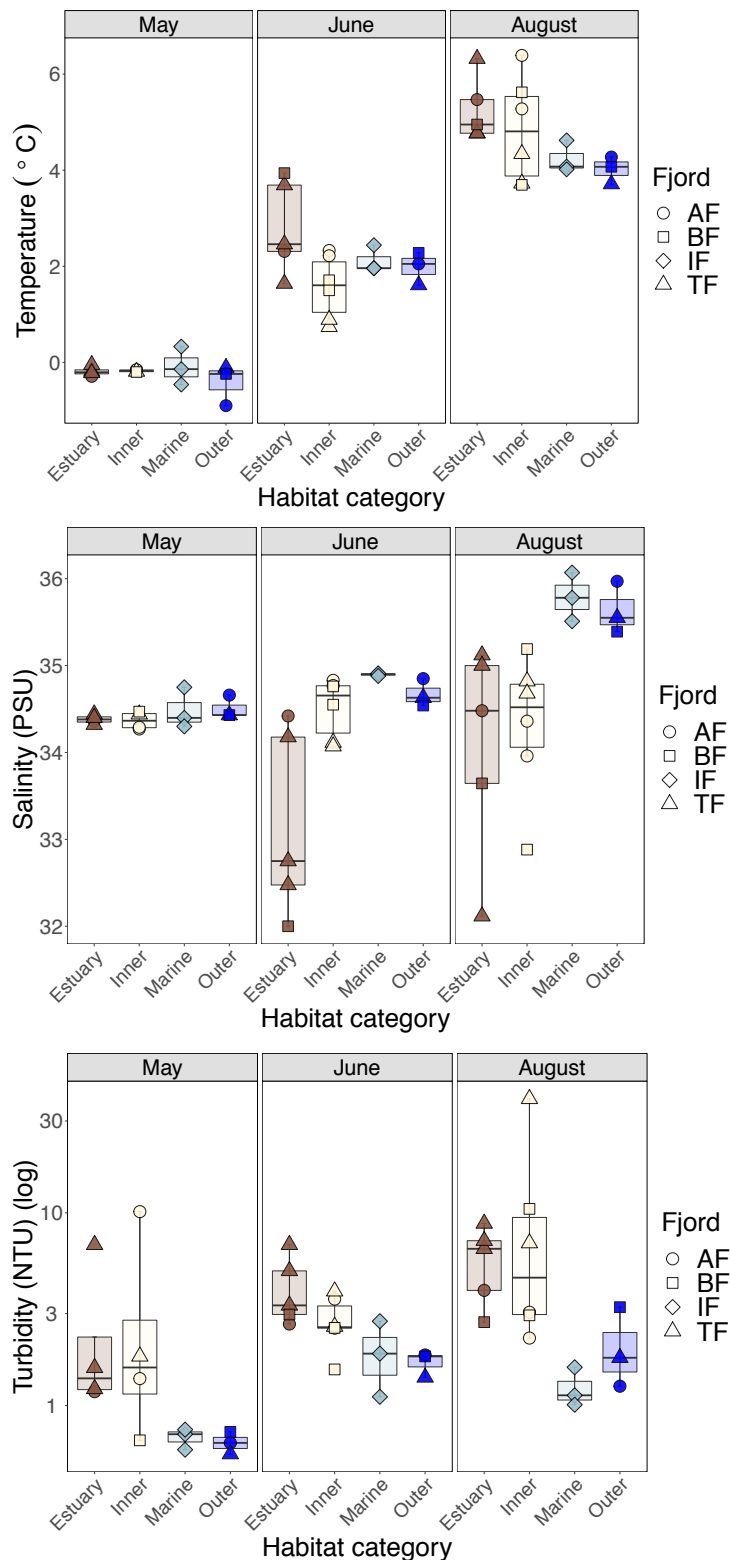 May June August
Temperature ( ° C)
6
4
2
0
Estuary Inner Marine Outer Estuary Inner Marine Outer Estuary Inner Marine Outer
Habitat category
Fjord
AF
BF
IF
TF
May June August
Salinity (PSU)
36
35
34
33
32
Estuary Inner Marine Outer Estuary Inner Marine Outer Estuary Inner Marine Outer
Habitat category
Fjord
AF
BF
IF
TF
May June August
Turbidity (NTU) (log)
30
10
3
1
Estuary Inner Marine Outer Estuary Inner Marine Outer Estuary Inner Marine Outer
Habitat category
Fjord
AF
BF
IF
TF